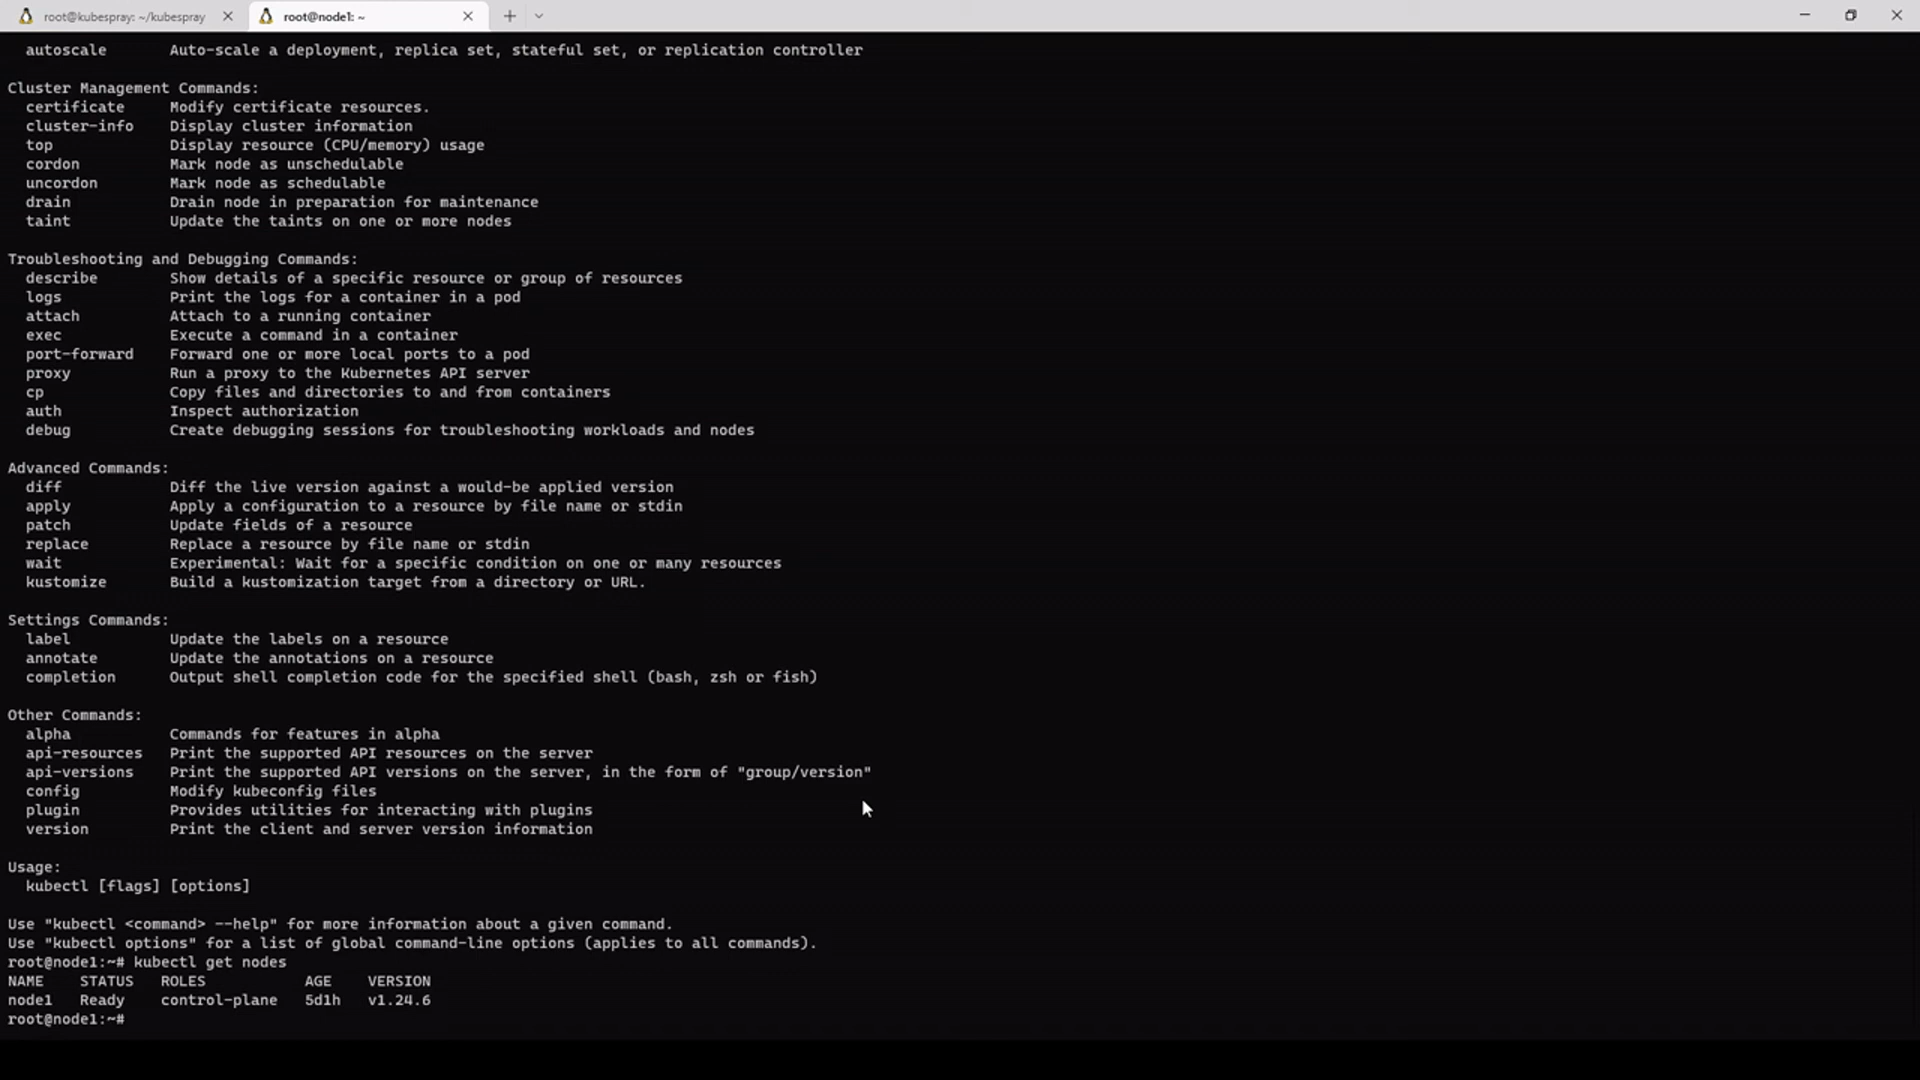 root@kubespray: ~/kubespray
root@node1: ~
autoscale Auto-scale a deployment, replica set, stateful set, or replication controller
Cluster Management Commands:
certificate Modify certificate resources.
cluster-info Display cluster information
top Display resource (CPU/memory) usage
cordon Mark node as unschedulable
uncordon Mark node as schedulable
drain Drain node in preparation for maintenance
taint Update the taints on one or more nodes
Troubleshooting and Debugging Commands:
describe Show details of a specific resource or group of resources
logs Print the logs for a container in a pod
attach Attach to a running container
exec Execute a command in a container
port-forward Forward one or more local ports to a pod
proxy Run a proxy to the Kubernetes API server
cp Copy files and directories to and from containers
auth Inspect authorization
debug Create debugging sessions for troubleshooting workloads and nodes
Advanced Commands:
diff Diff the live version against a would-be applied version
apply Apply a configuration to a resource by file name or stdin
patch Update fields of a resource
replace Replace a resource by file name or stdin
wait Experimental: Wait for a specific condition on one or many resources
kustomize Build a kustomization target from a directory or URL.
Settings Commands:
label Update the labels on a resource
annotate Update the annotations on a resource
completion Output shell completion code for the specified shell (bash, zsh or fish)
Other Commands:
alpha Commands for features in alpha
api-resources Print the supported API resources on the server
api-versions Print the supported API versions on the server, in the form of "group/version"
config Modify kubeconfig files
plugin Provides utilities for interacting with plugins
version Print the client and server version information
Usage:
kubectl [flags] [options]
Use "kubectl <command> --help" for more information about a given command.
Use "kubectl options" for a list of global command-line options (applies to all commands).
root@node1:~# kubectl get nodes
NAME STATUS ROLES AGE VERSION
node1 Ready control-plane 5d1h v1.24.6
root@node1:~#